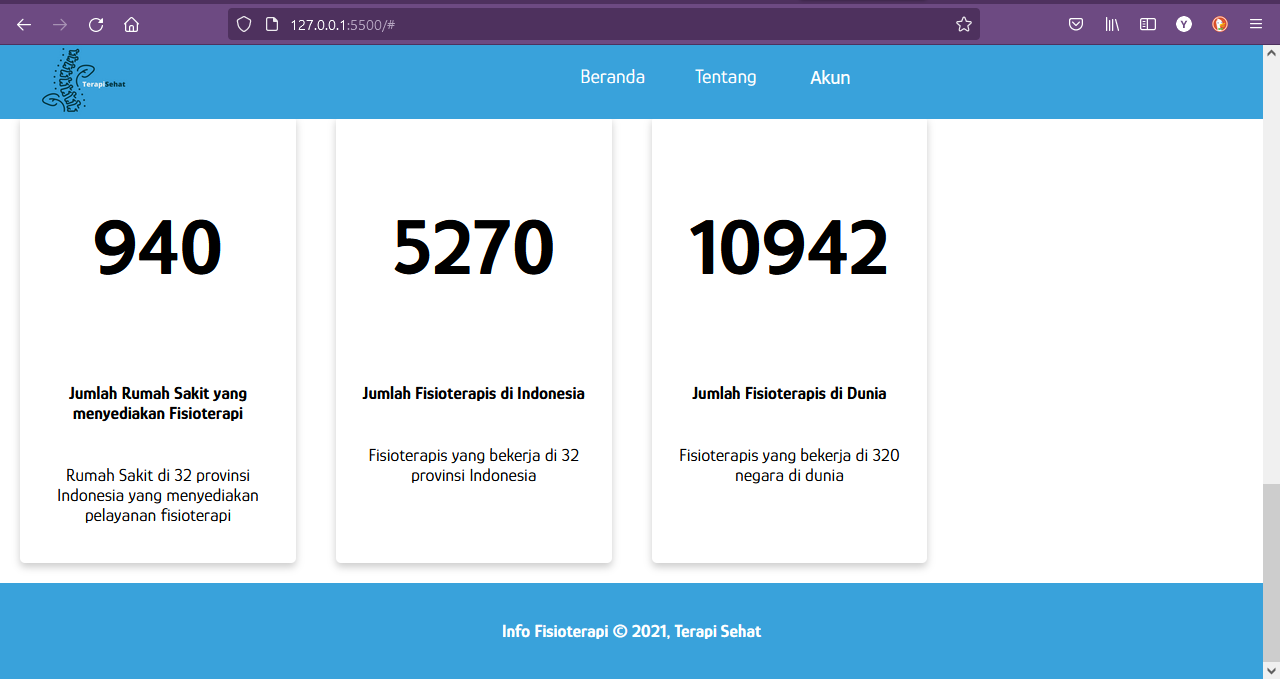 127.0.0.1:5500/#
Y
TerapiSehat
Beranda Tentang Akun
940
Jumlah Rumah Sakit yang
menyediakan Fisioterapi
Rumah Sakit di 32 provinsi
Indonesia yang menyediakan
pelayanan fisioterapi
5270
Jumlah Fisioterapis di Indonesia
Fisioterapis yang bekerja di 32
provinsi Indonesia
10942
Jumlah Fisioterapis di Dunia
Fisioterapis yang bekerja di 320
negara di dunia
Info Fisioterapi © 2021, Terapi Sehat